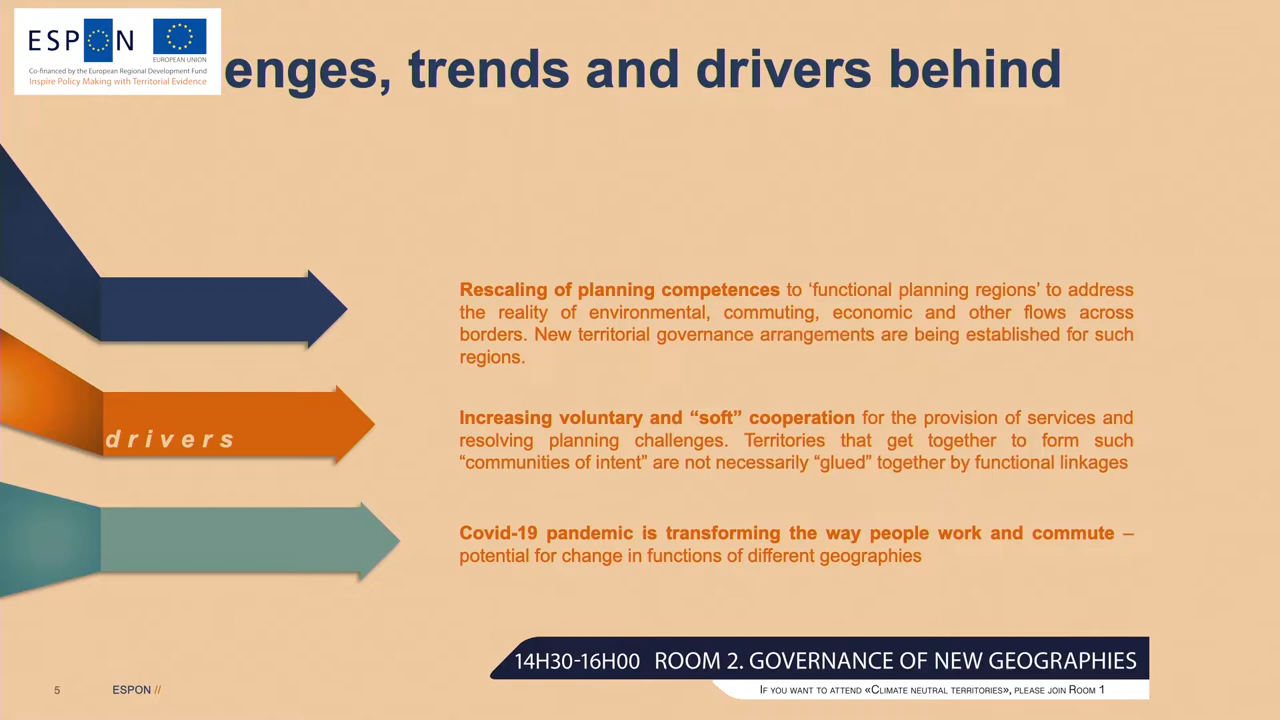 ESPON
EUROPEAN UNION
Co-financed by the European Regional Development Fund
Inspire Policy Making with Territorial Evidence
enges, trends and drivers behind
Rescaling of planning competences to ‘functional planning regions’ to address
the reality of environmental, commuting, economic and other flows across
borders. New territorial governance arrangements are being established for such
regions.
drivers
Increasing voluntary and “soft” cooperation for the provision of services and
resolving planning challenges. Territories that get together to form such
“communities of intent” are not necessarily “glued” together by functional linkages
Covid-19 pandemic is transforming the way people work and commute –
potential for change in functions of different geographies
14H30-16H00 ROOM 2. GOVERNANCE OF NEW GEOGRAPHIES
IF YOU WANT TO ATTEND «CLIMATE NEUTRAL TERRITORIES», PLEASE JOIN ROOM 1
5 ESPON //